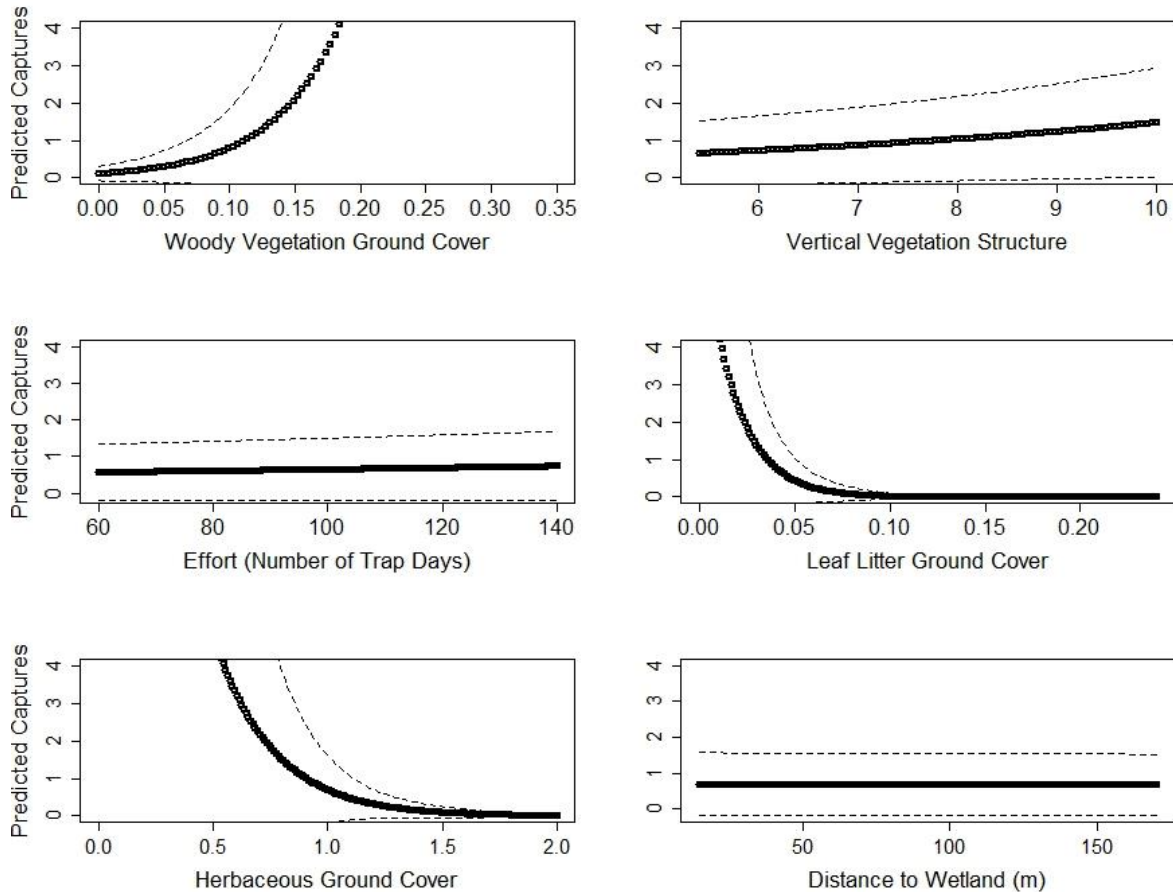 Predicted Captures
4
3
2
1
0
0.00 0.05 0.10 0.15 0.20 0.25 0.30 0.35
Woody Vegetation Ground Cover
4
3
2
1
0
6 7 8 9 10
Vertical Vegetation Structure
Predicted Captures
4
3
2
1
0
60 80 100 120 140
Effort (Number of Trap Days)
4
3
2
1
0
0.00 0.05 0.10 0.15 0.20
Leaf Litter Ground Cover
Predicted Captures
4
3
2
1
0
0.0 0.5 1.0 1.5 2.0
Herbaceous Ground Cover
4
3
2
1
0
50 100 150
Distance to Wetland (m)